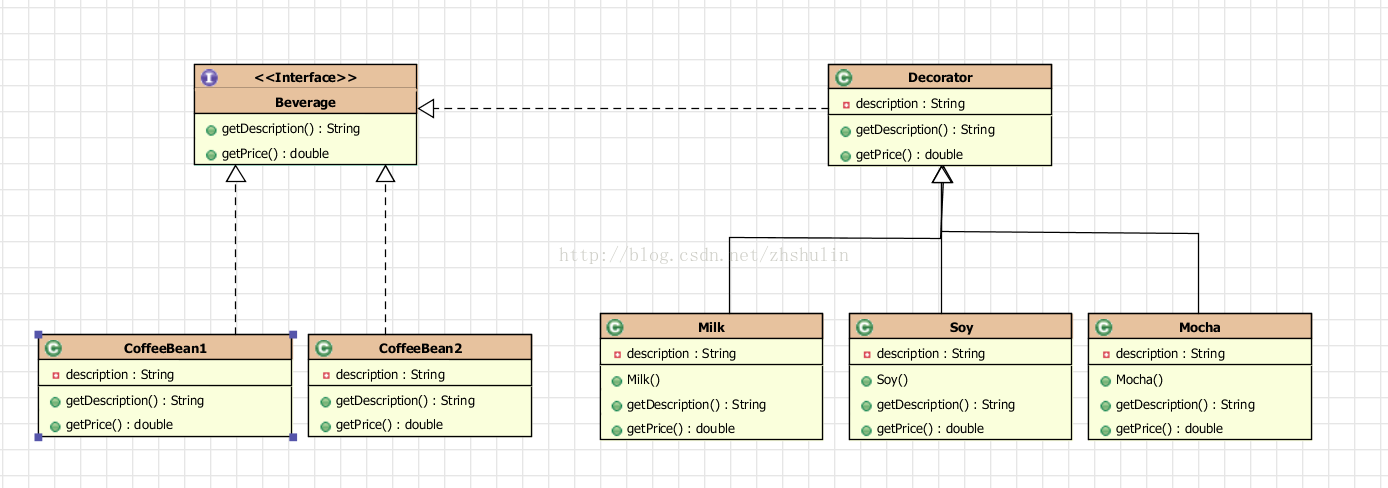 <<Interface>>
Beverage
getDescription() : String
getPrice() : double
Decorator
description : String
getDescription() : String
getPrice() : double
http://blog.csdn.net/zhshulin
CoffeeBean1
description : String
getDescription() : String
getPrice() : double
CoffeeBean2
description : String
getDescription() : String
getPrice() : double
Milk
description : String
Milk()
getDescription() : String
getPrice() : double
Soy
description : String
Soy()
getDescription() : String
getPrice() : double
Mocha
description : String
Mocha()
getDescription() : String
getPrice() : double